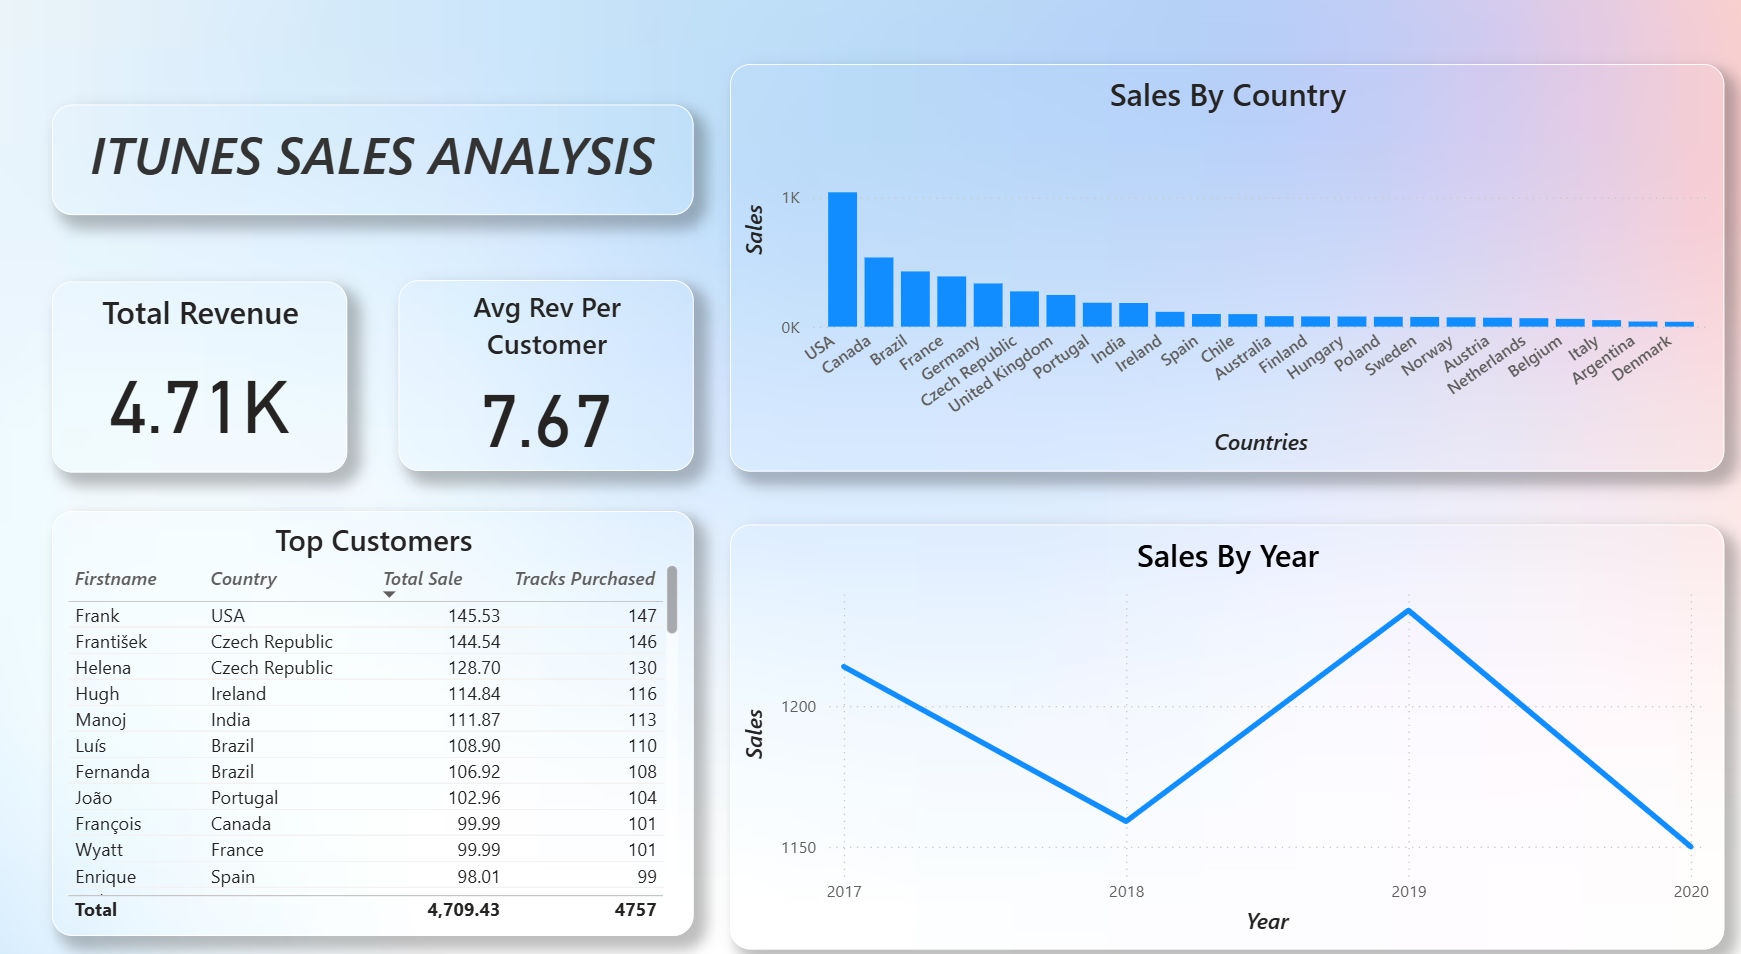 ITUNES SALES ANALYSIS
Total Revenue
4.71K
Avg Rev Per
Customer
7.67
Top Customers
Firstname Country Total Sale Tracks Purchased
Frank USA 145.53 147
František Czech Republic 144.54 146
Helena Czech Republic 128.70 130
Hugh Ireland 114.84 116
Manoj India 111.87 113
Luís Brazil 108.90 110
Fernanda Brazil 106.92 108
João Portugal 102.96 104
François Canada 99.99 101
Wyatt France 99.99 101
Enrique Spain 98.01 99
Total 4,709.43 4757
Sales By Country
Sales
1K
0K
USA
Canada
Brazil
France
Germany
Czech Republic
United Kingdom
Portugal
India
Ireland
Spain
Chile
Australia
Finland
Hungary
Poland
Sweden
Norway
Austria
Netherlands
Belgium
Italy
Argentina
Denmark
Countries
Sales By Year
Sales
1200
1150
2017 2018 2019 2020
Year